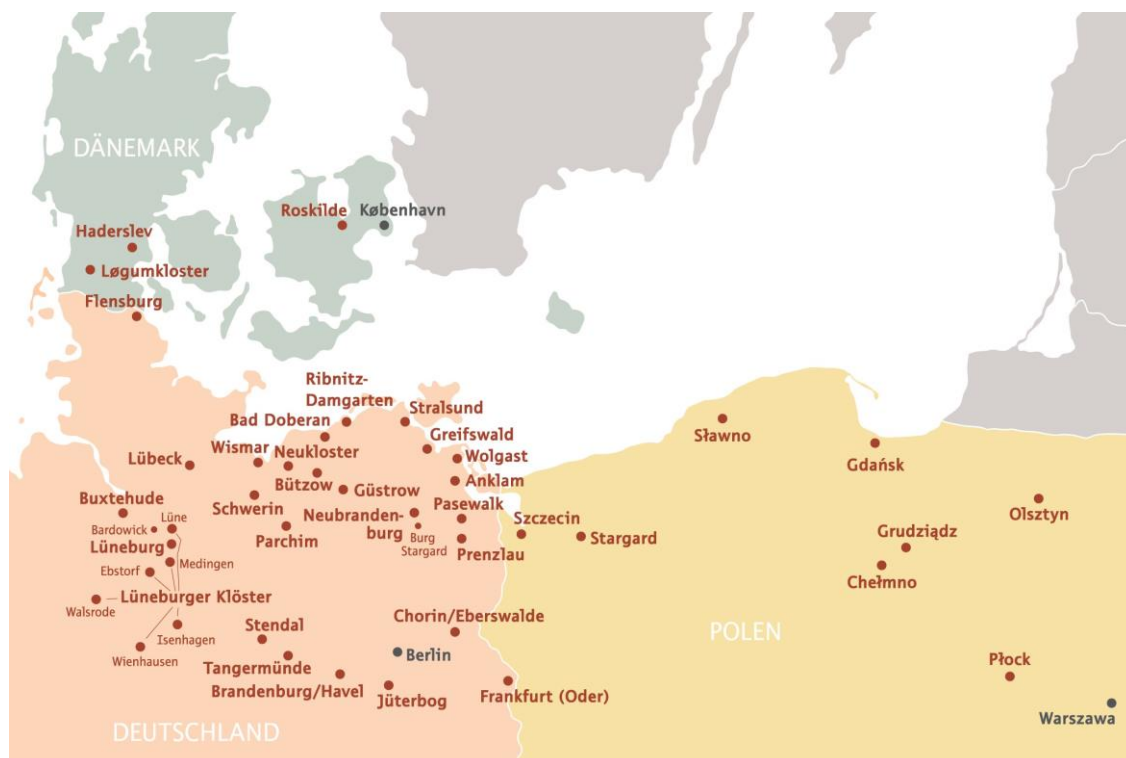 DÄNEMARK
Roskilde
København
Haderslev
Løgumkloster
Flensburg
Ribnitz-
Damgarten
Stralsund
Bad Doberan
Greifswald
Wismar
Neukloster
Wolgast
Lübeck
Bützow
Güstrow
Anklam
Buxtehude
Schwerin
Neubranden-
burg
Pasewalk
Lüne
Bardowick
Parchim
Burg
Stargard
Prenzlau
Lüneburg
Medingen
Ebstorf
Lüneburger Klöster
Walsrode
Isenhagen
Wienhausen
Stendal
Chorin/Eberswalde
Tangermünde
Berlin
Brandenburg/Havel
Jüterbog
Frankfurt (Oder)
DEUTSCHLAND
Sławno
Gdańsk
Szczecin
Stargard
Olsztyn
Grudziądz
Chełmno
POLEN
Płock
Warszawa